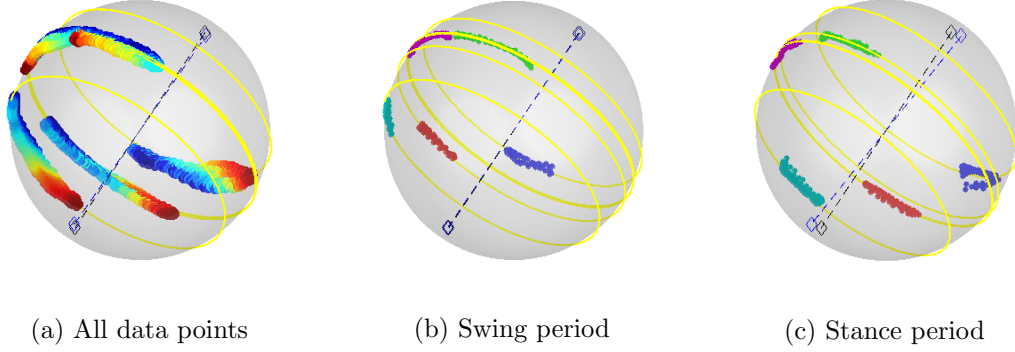 (a) All data points
(b) Swing period
(c) Stance period